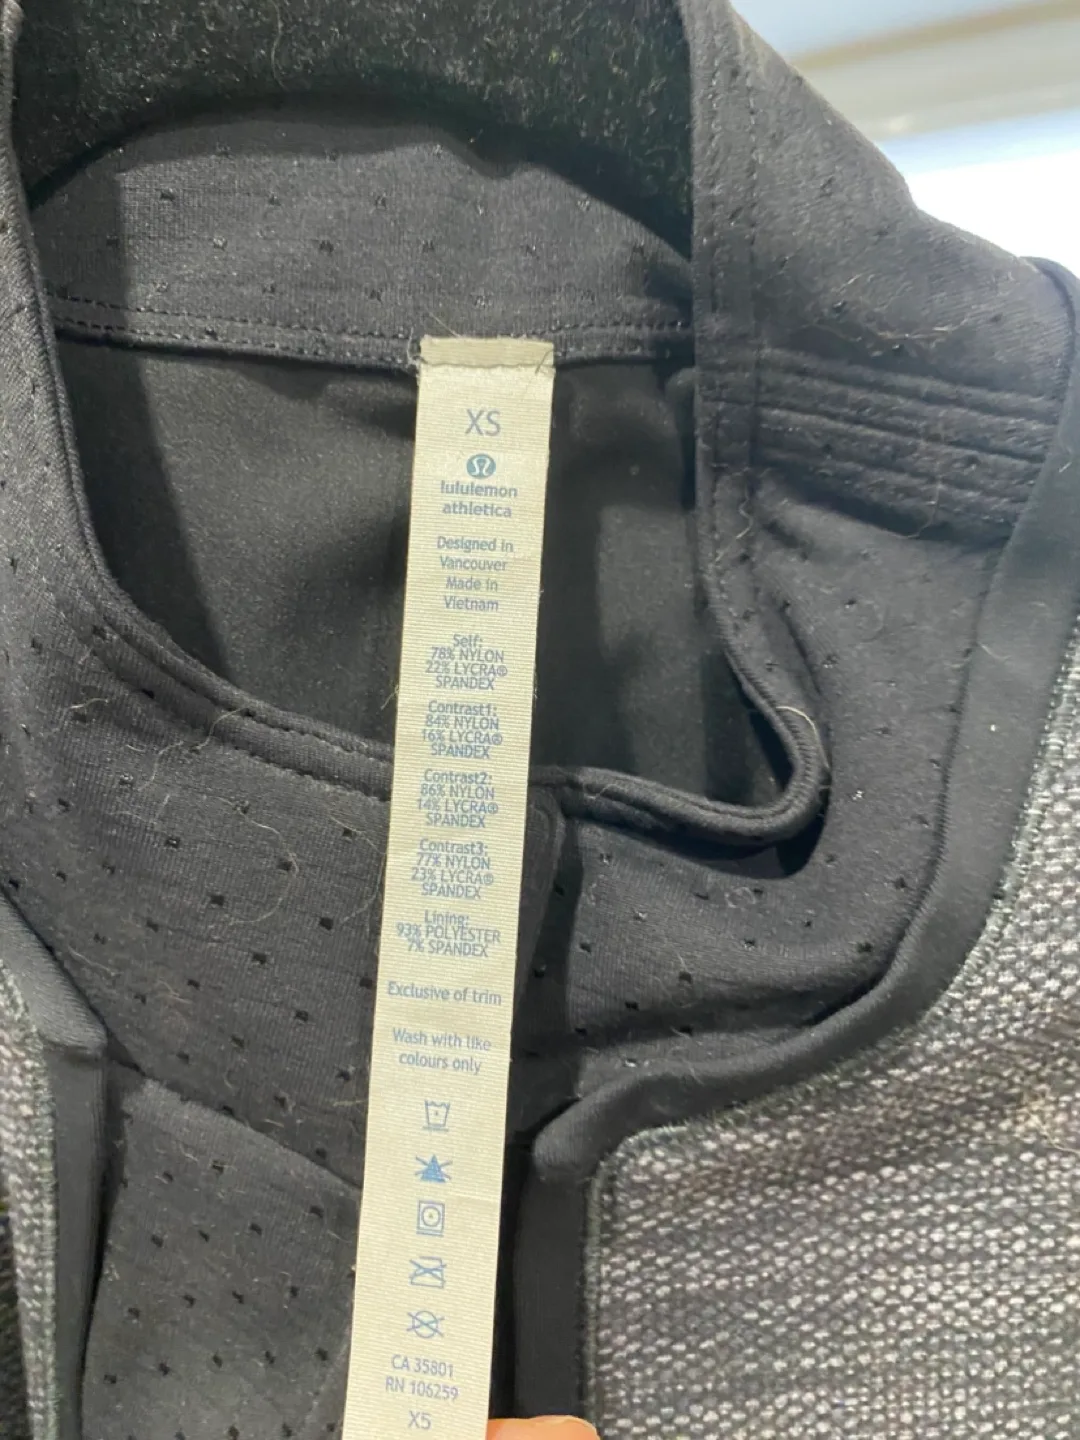 XS
lululemon
athletica
Designed in
Vancouver
Made in
Vietnam
Self:
78% NYLON
22% LYCRA®
SPANDEX
Contrast1:
84% NYLON
16% LYCRA®
SPANDEX
Contrast2:
86% NYLON
14% LYCRA®
SPANDEX
Contrast3:
77% NYLON
23% LYCRA®
SPANDEX
Lining:
93% POLYESTER
7% SPANDEX
Exclusive of trim
Wash with like
colours only
CA 35801
RN 106259
XS